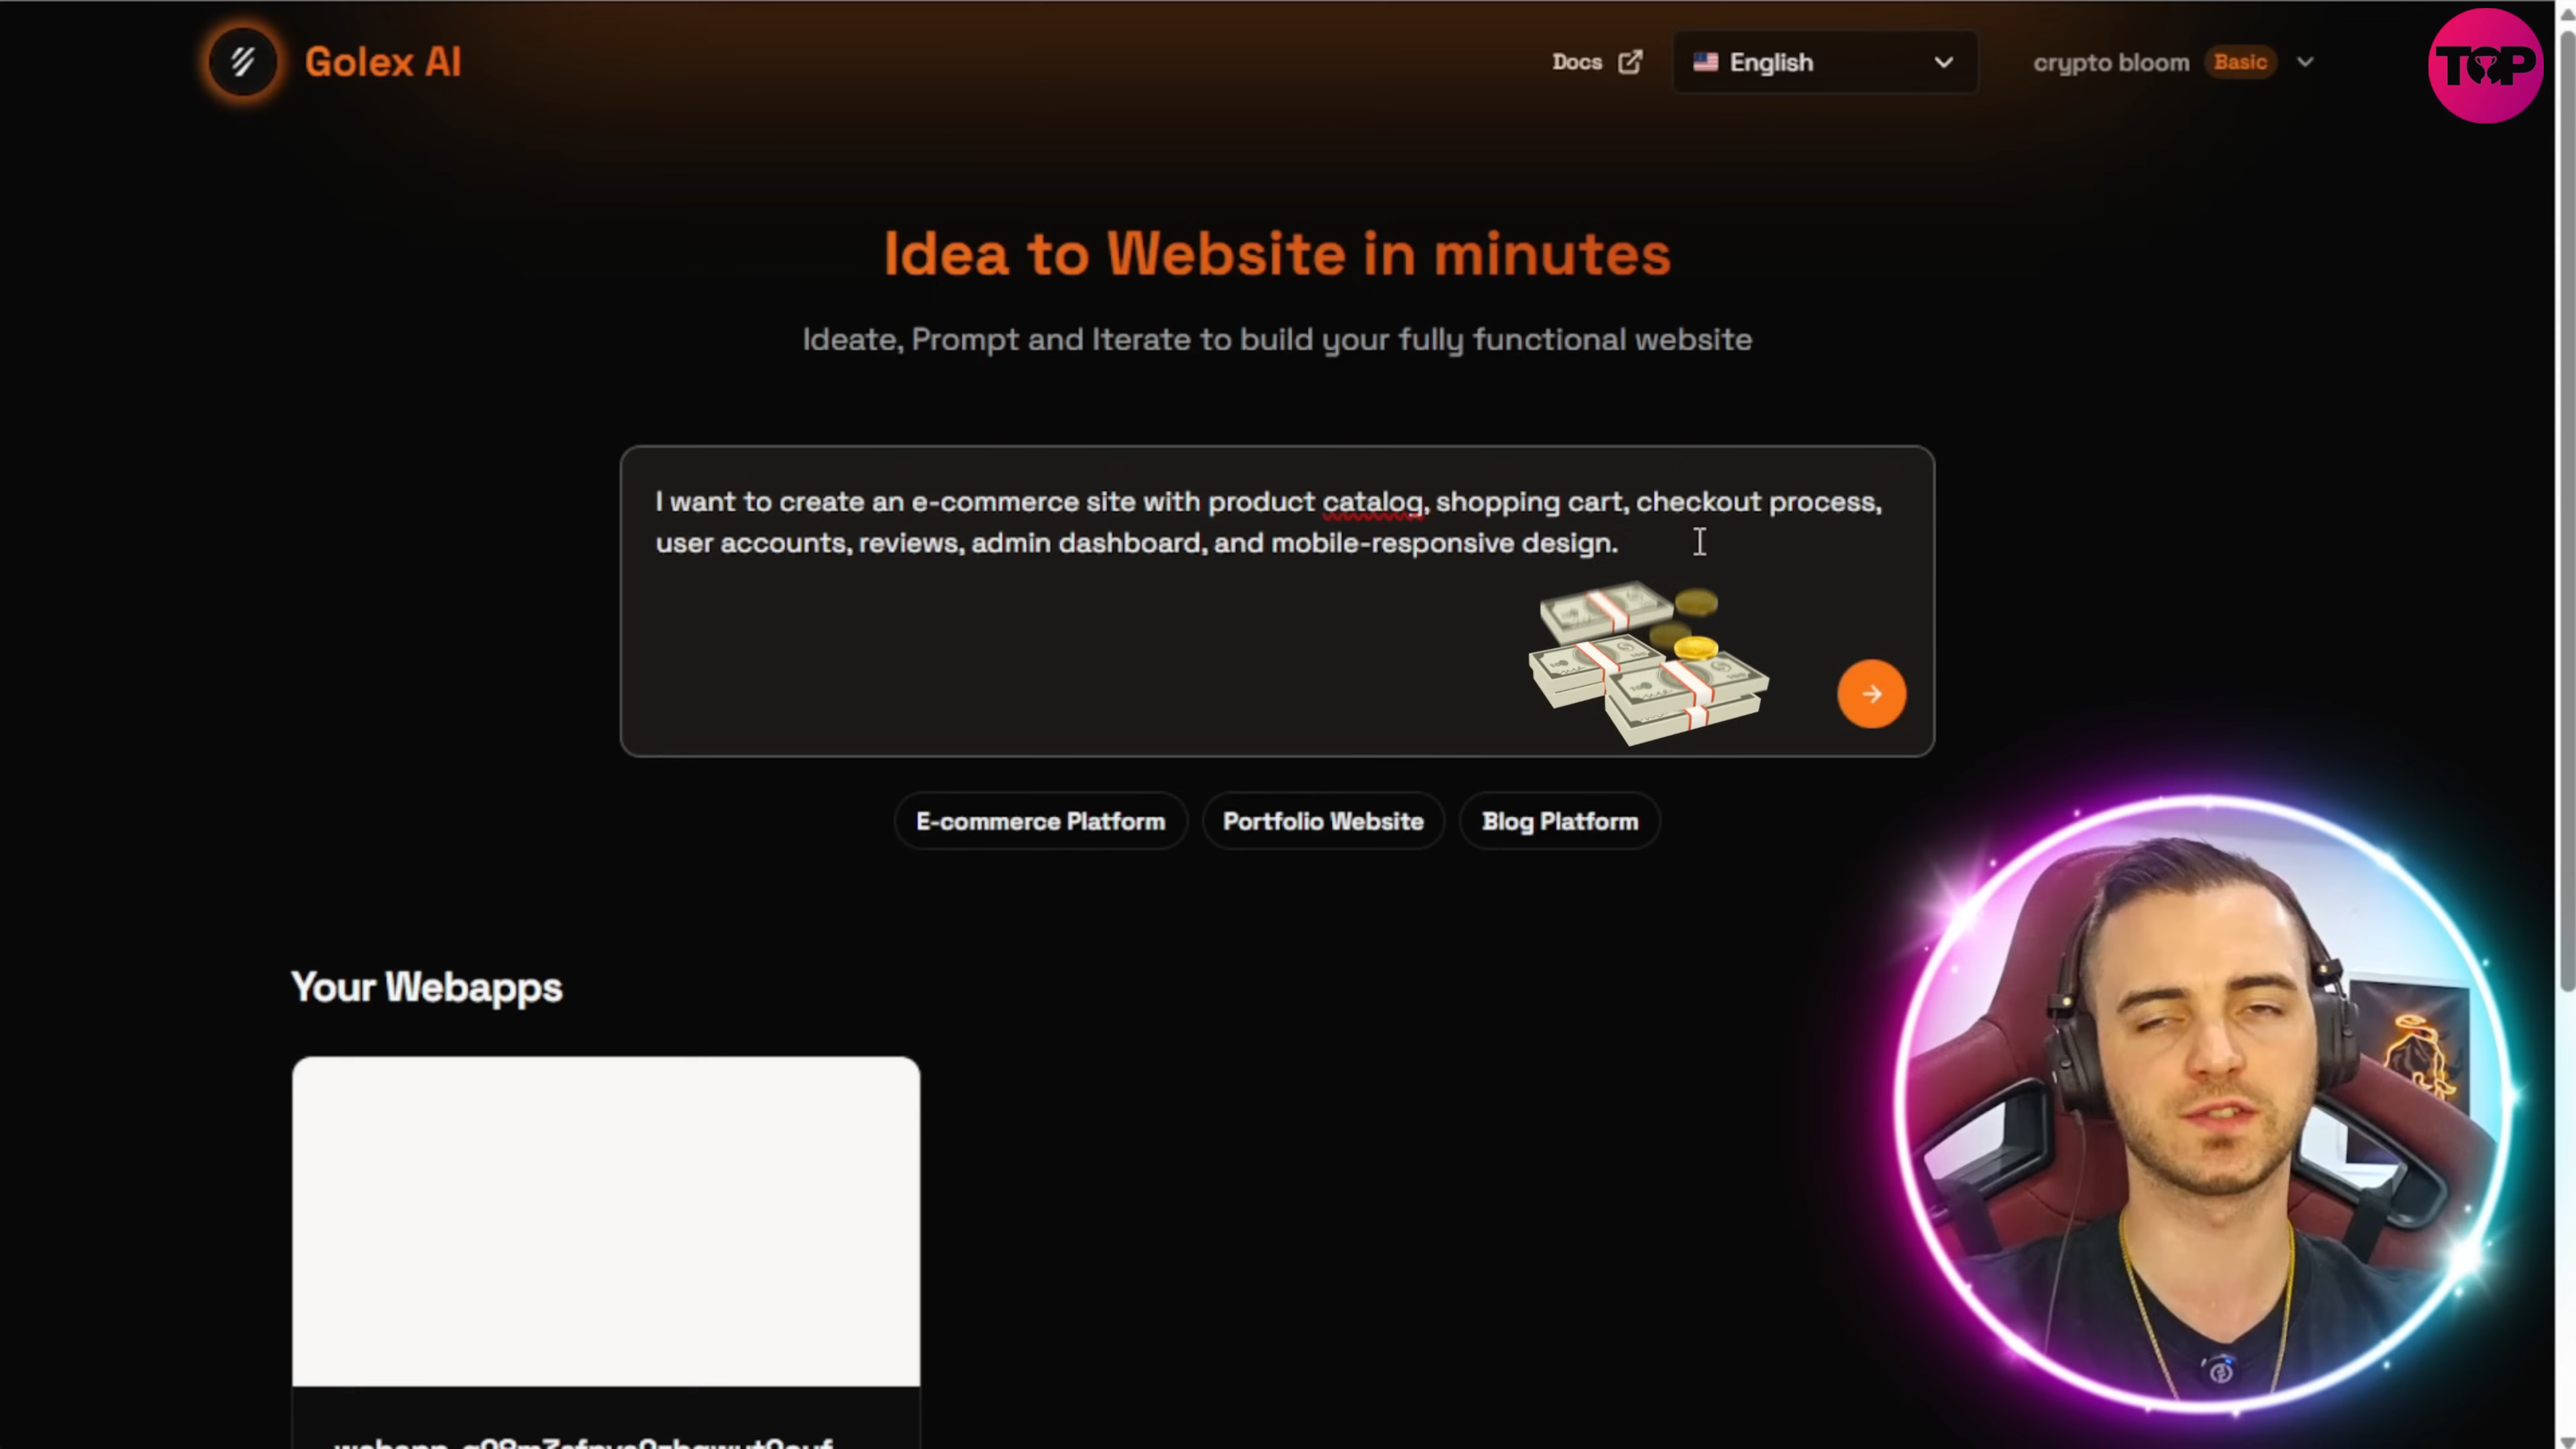 Golex AI
Docs
English
crypto bloom
Basic
TOP
Idea to Website in minutes
Ideate, Prompt and Iterate to build your fully functional website
I want to create an e-commerce site with product catalog, shopping cart, checkout process,
user accounts, reviews, admin dashboard, and mobile-responsive design.
E-commerce Platform
Portfolio Website
Blog Platform
Your Webapps